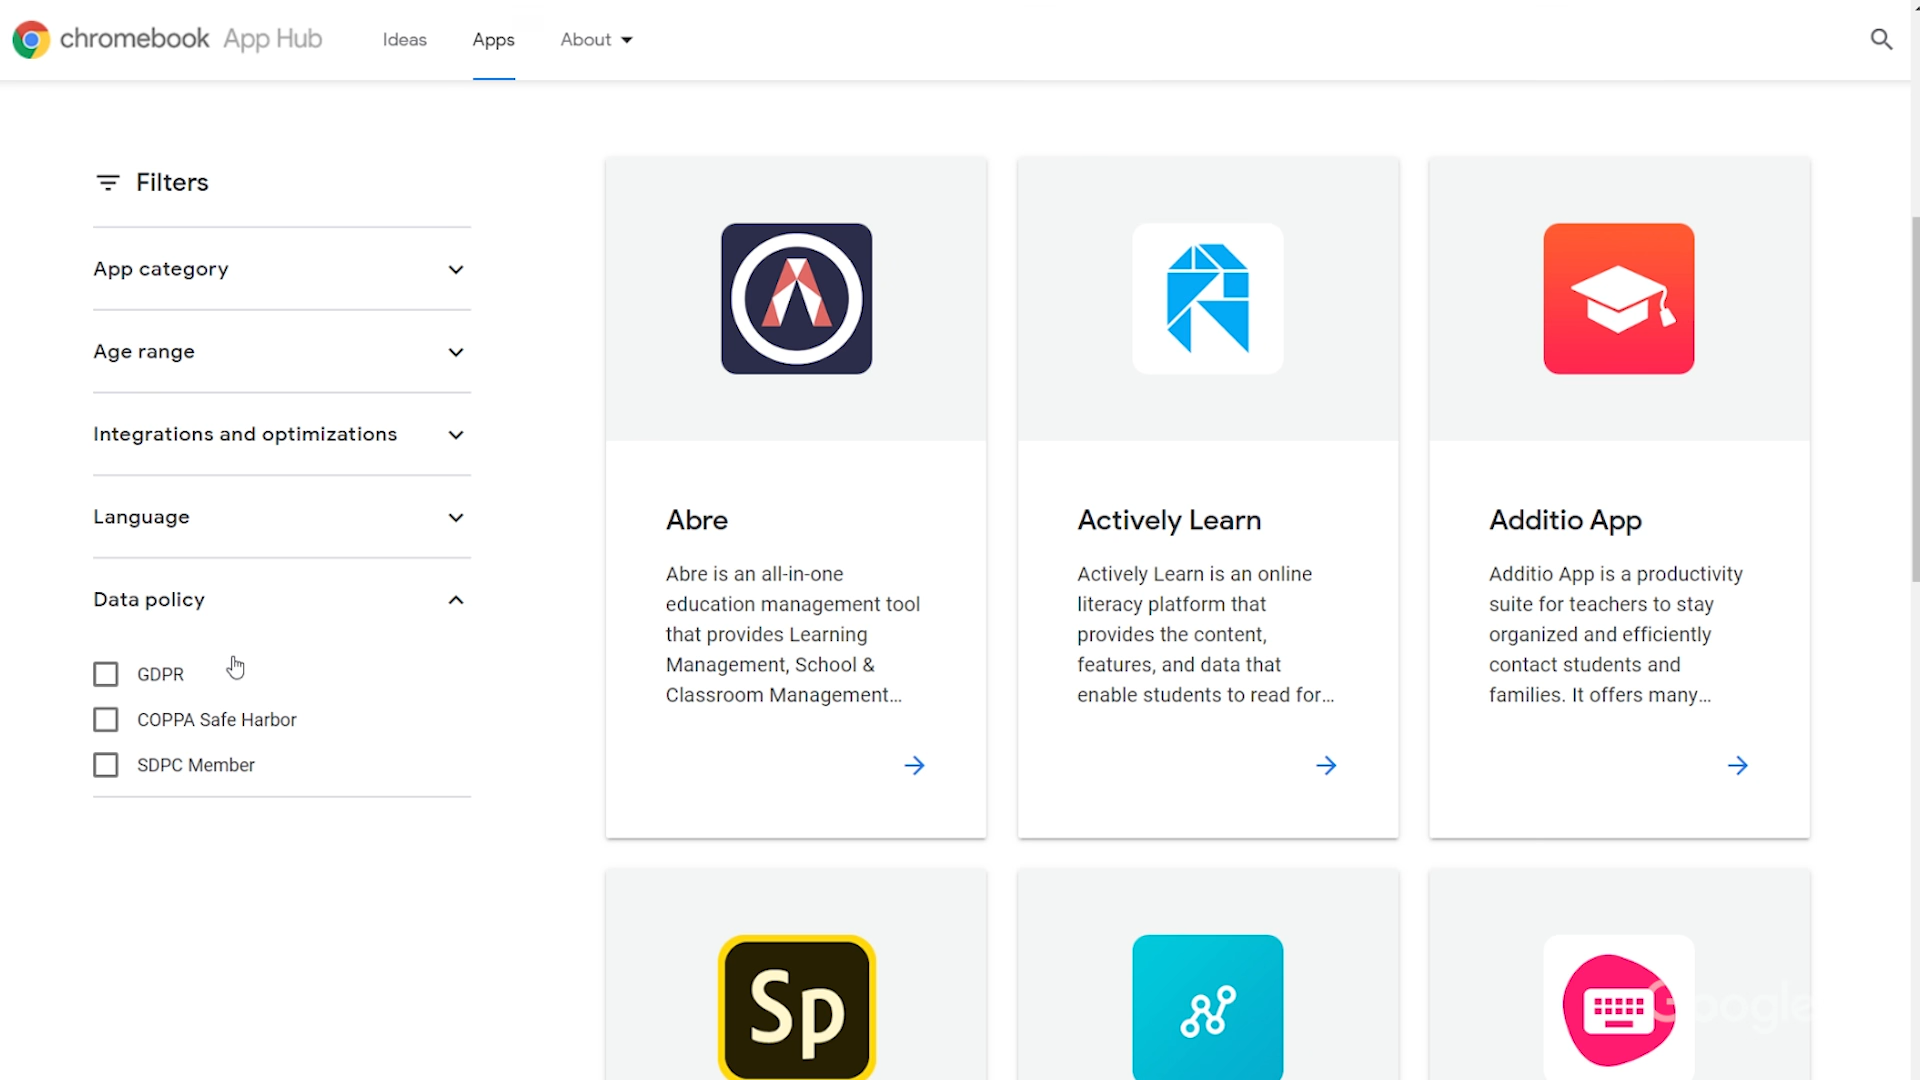 chromebook App Hub
Ideas
Apps
About
Filters
App category
Age range
Integrations and optimizations
Language
Data policy
GDPR
COPPA Safe Harbor
SDPC Member
Abre
Abre is an all-in-one
education management tool
that provides Learning
Management, School &
Classroom Management...
Actively Learn
Actively Learn is an online
literacy platform that
provides the content,
features, and data that
enable students to read for...
Additio App
Additio App is a productivity
suite for teachers to stay
organized and efficiently
contact students and
families. It offers many...
Sp
Google